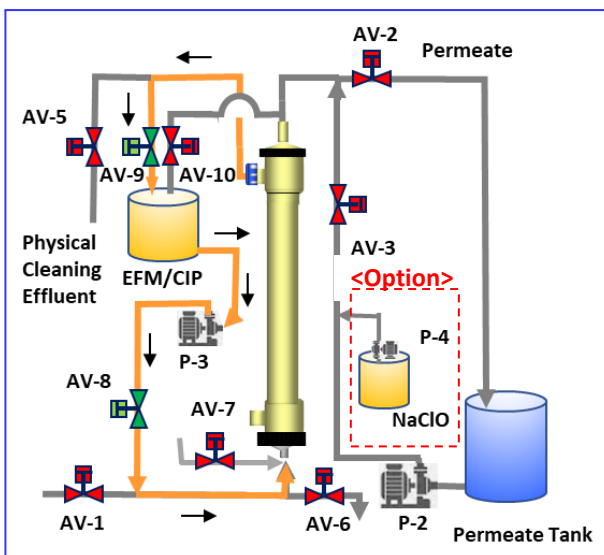 AV-2
Permeate
AV-5
AV-9
AV-10
AV-3
Physical
Cleaning
Effluent
EFM/CIP
<Option>
P-3
P-4
AV-8
AV-7
NaClO
AV-1
AV-6
P-2
Permeate Tank